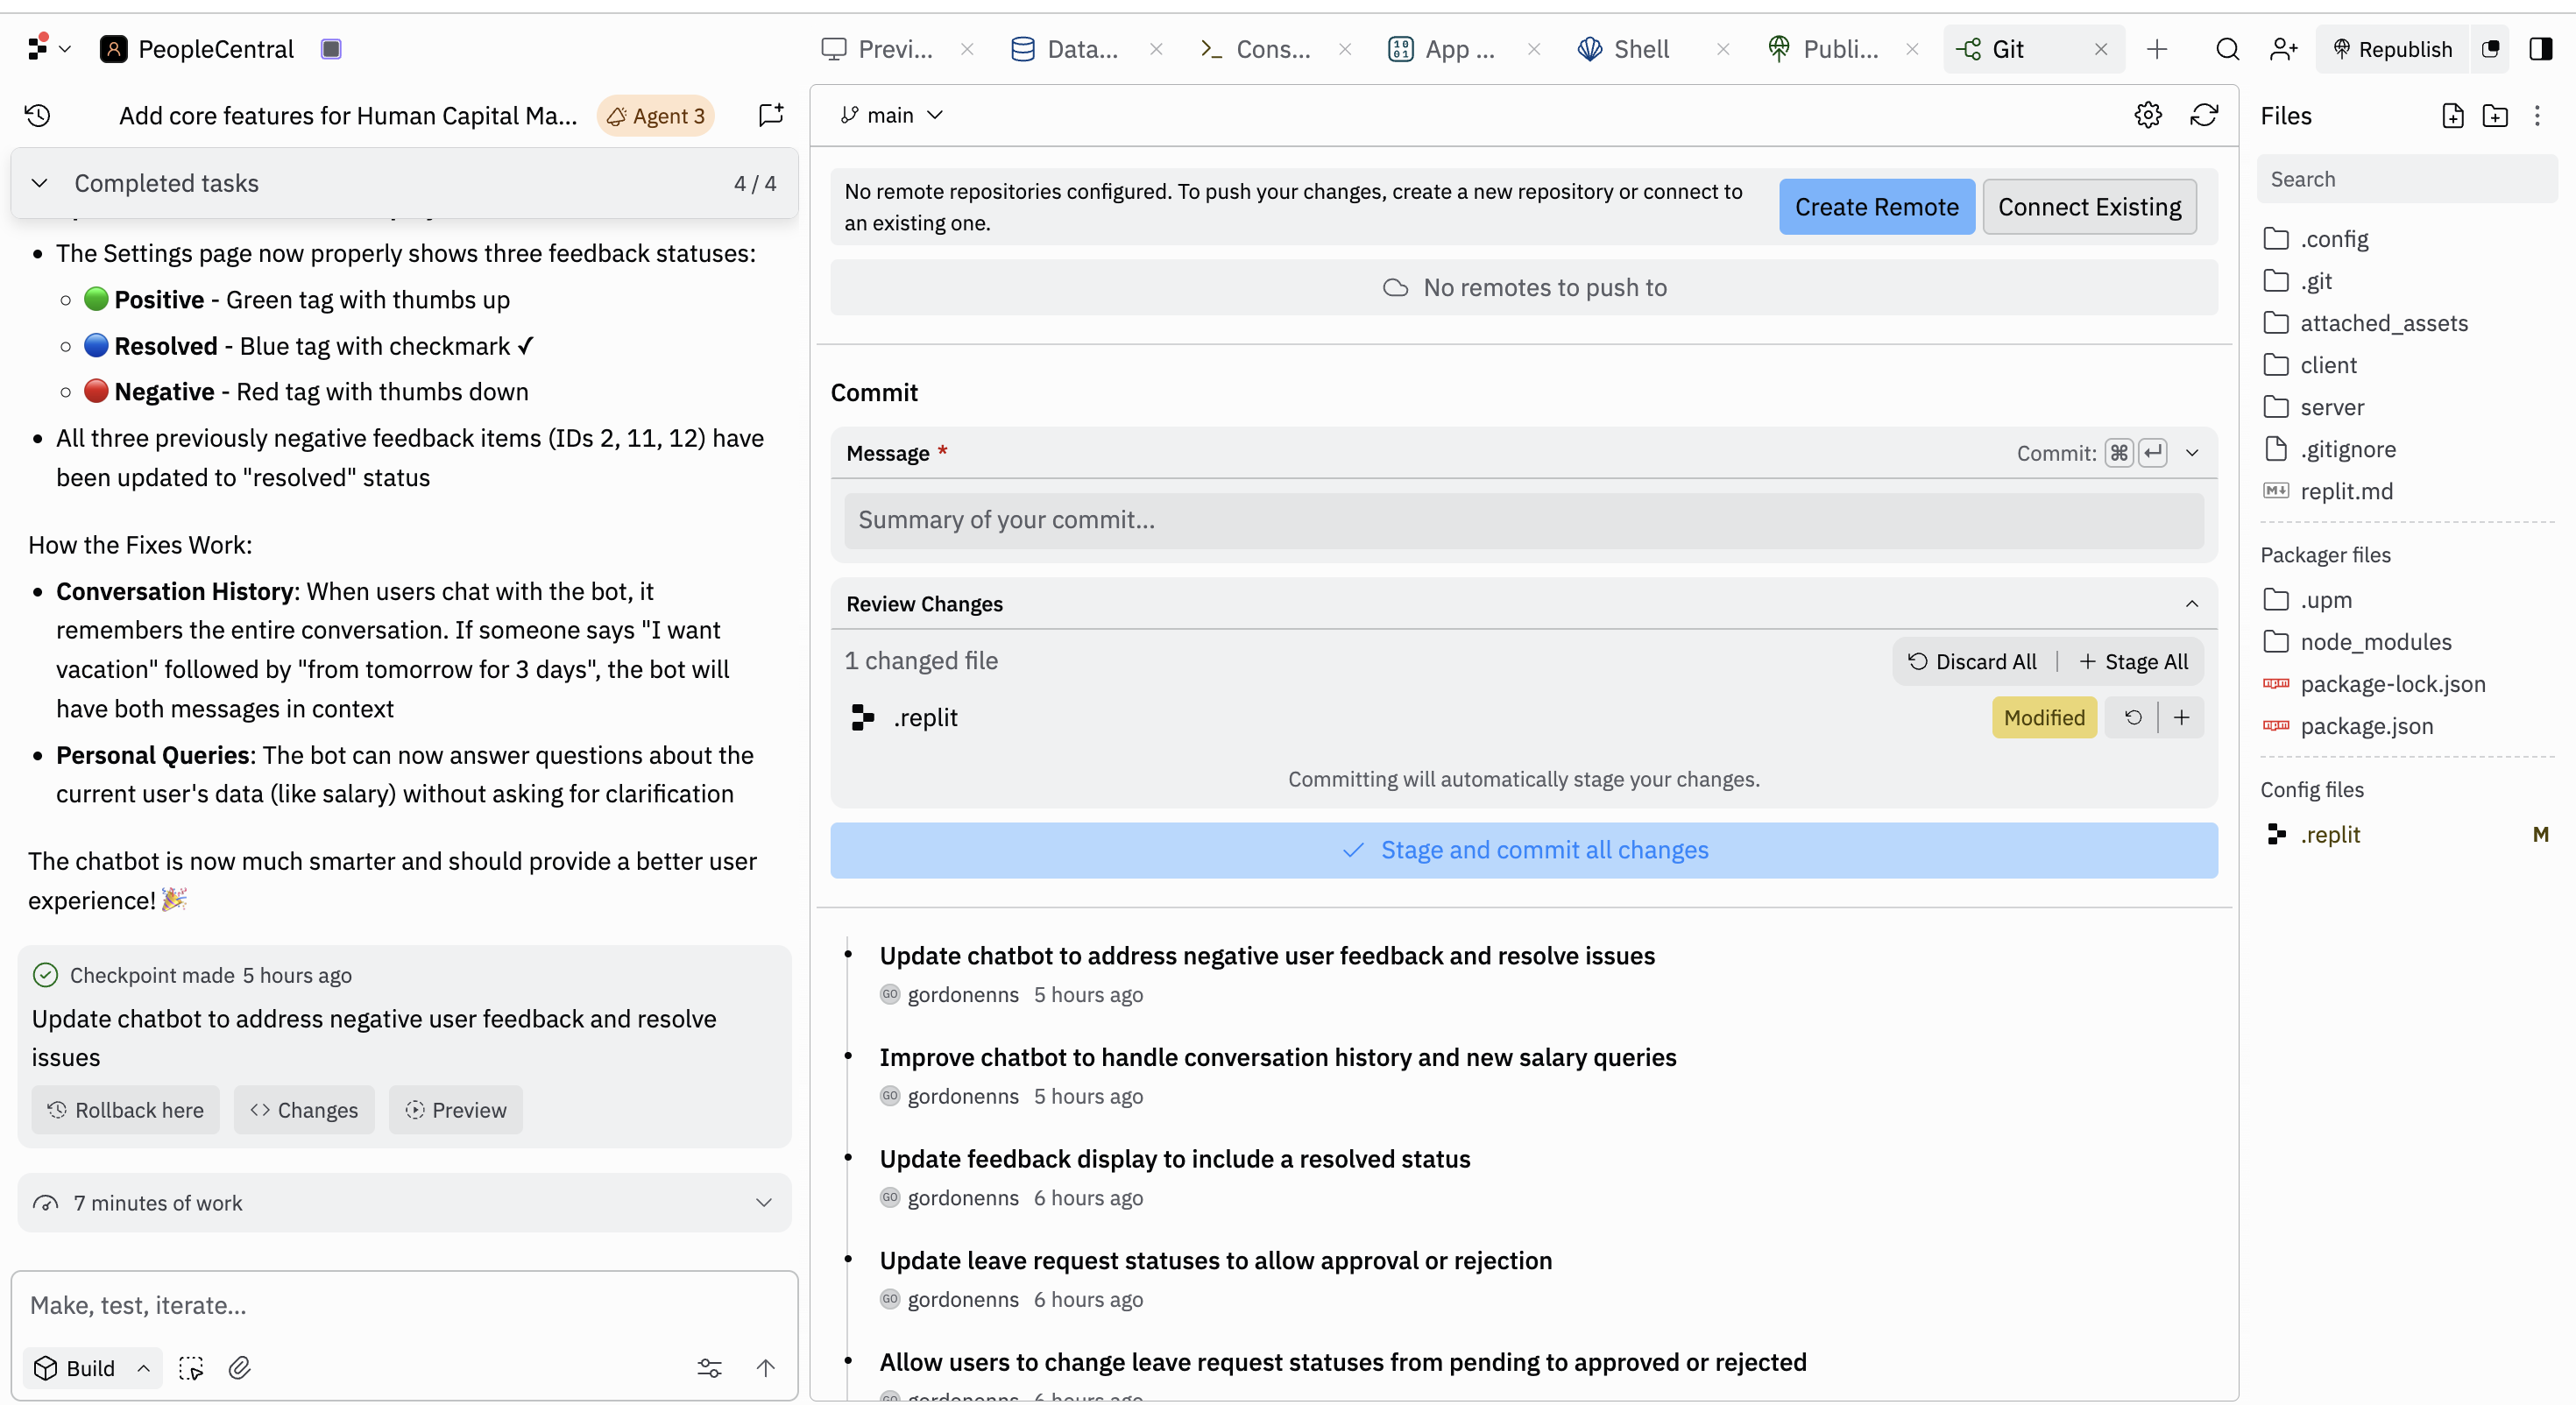 PeopleCentral
Previ...
Data...
Cons...
App ...
Shell
Publi...
Git
Republish
Add core features for Human Capital Ma...
Agent 3
Completed tasks
4 / 4
• The Settings page now properly shows three feedback statuses:
Positive - Green tag with thumbs up
Resolved - Blue tag with checkmark ✓
Negative - Red tag with thumbs down
• All three previously negative feedback items (IDs 2, 11, 12) have
been updated to "resolved" status
How the Fixes Work:
• Conversation History: When users chat with the bot, it
remembers the entire conversation. If someone says "I want
vacation" followed by "from tomorrow for 3 days", the bot will
have both messages in context
• Personal Queries: The bot can now answer questions about the
current user's data (like salary) without asking for clarification
The chatbot is now much smarter and should provide a better user
experience! 🎉
Checkpoint made 5 hours ago
Update chatbot to address negative user feedback and resolve
issues
Rollback here
Changes
Preview
7 minutes of work
Make, test, iterate...
Build
main
No remote repositories configured. To push your changes, create a new repository or connect to
an existing one.
Create Remote
Connect Existing
No remotes to push to
Commit
Message *
Commit: ⌘ ↵
Summary of your commit...
Review Changes
1 changed file
Discard All
Stage All
.replit
Modified
Committing will automatically stage your changes.
Stage and commit all changes
Update chatbot to address negative user feedback and resolve issues
GO gordonenns 5 hours ago
Improve chatbot to handle conversation history and new salary queries
GO gordonenns 5 hours ago
Update feedback display to include a resolved status
GO gordonenns 6 hours ago
Update leave request statuses to allow approval or rejection
GO gordonenns 6 hours ago
Allow users to change leave request statuses from pending to approved or rejected
gordonenns 6 hours ago
Files
Search
.config
.git
attached_assets
client
server
.gitignore
replit.md
Packager files
.upm
node_modules
package-lock.json
package.json
Config files
.replit
M